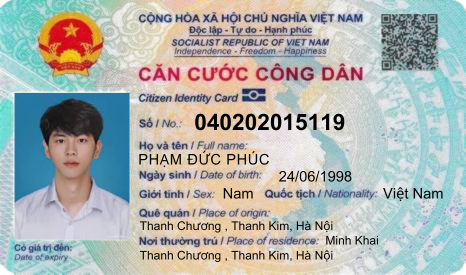 CỘNG HÒA XÃ HỘI CHỦ NGHĨA VIỆT NAM
Độc lập - Tự do - Hạnh phúc
SOCIALIST REPUBLIC OF VIET NAM
Independence - Freedom - Happiness
CĂN CƯỚC CÔNG DÂN
Citizen Identity Card
Số / No.: 040202015119
Họ và tên / Full name
PHẠM ĐỨC PHÚC
Ngày sinh / Date of birth: 24/06/1998
Giới tính / Sex: Nam Quốc tịch / Nationality: Việt Nam
Quê quán / Place of origin:
Thanh Chương , Thanh Kim, Hà Nội
Nơi thường trú / Place of residence: Minh Khai
Thanh Chương , Thanh Kim, Hà Nội
Có giá trị đến:
Date of expiry